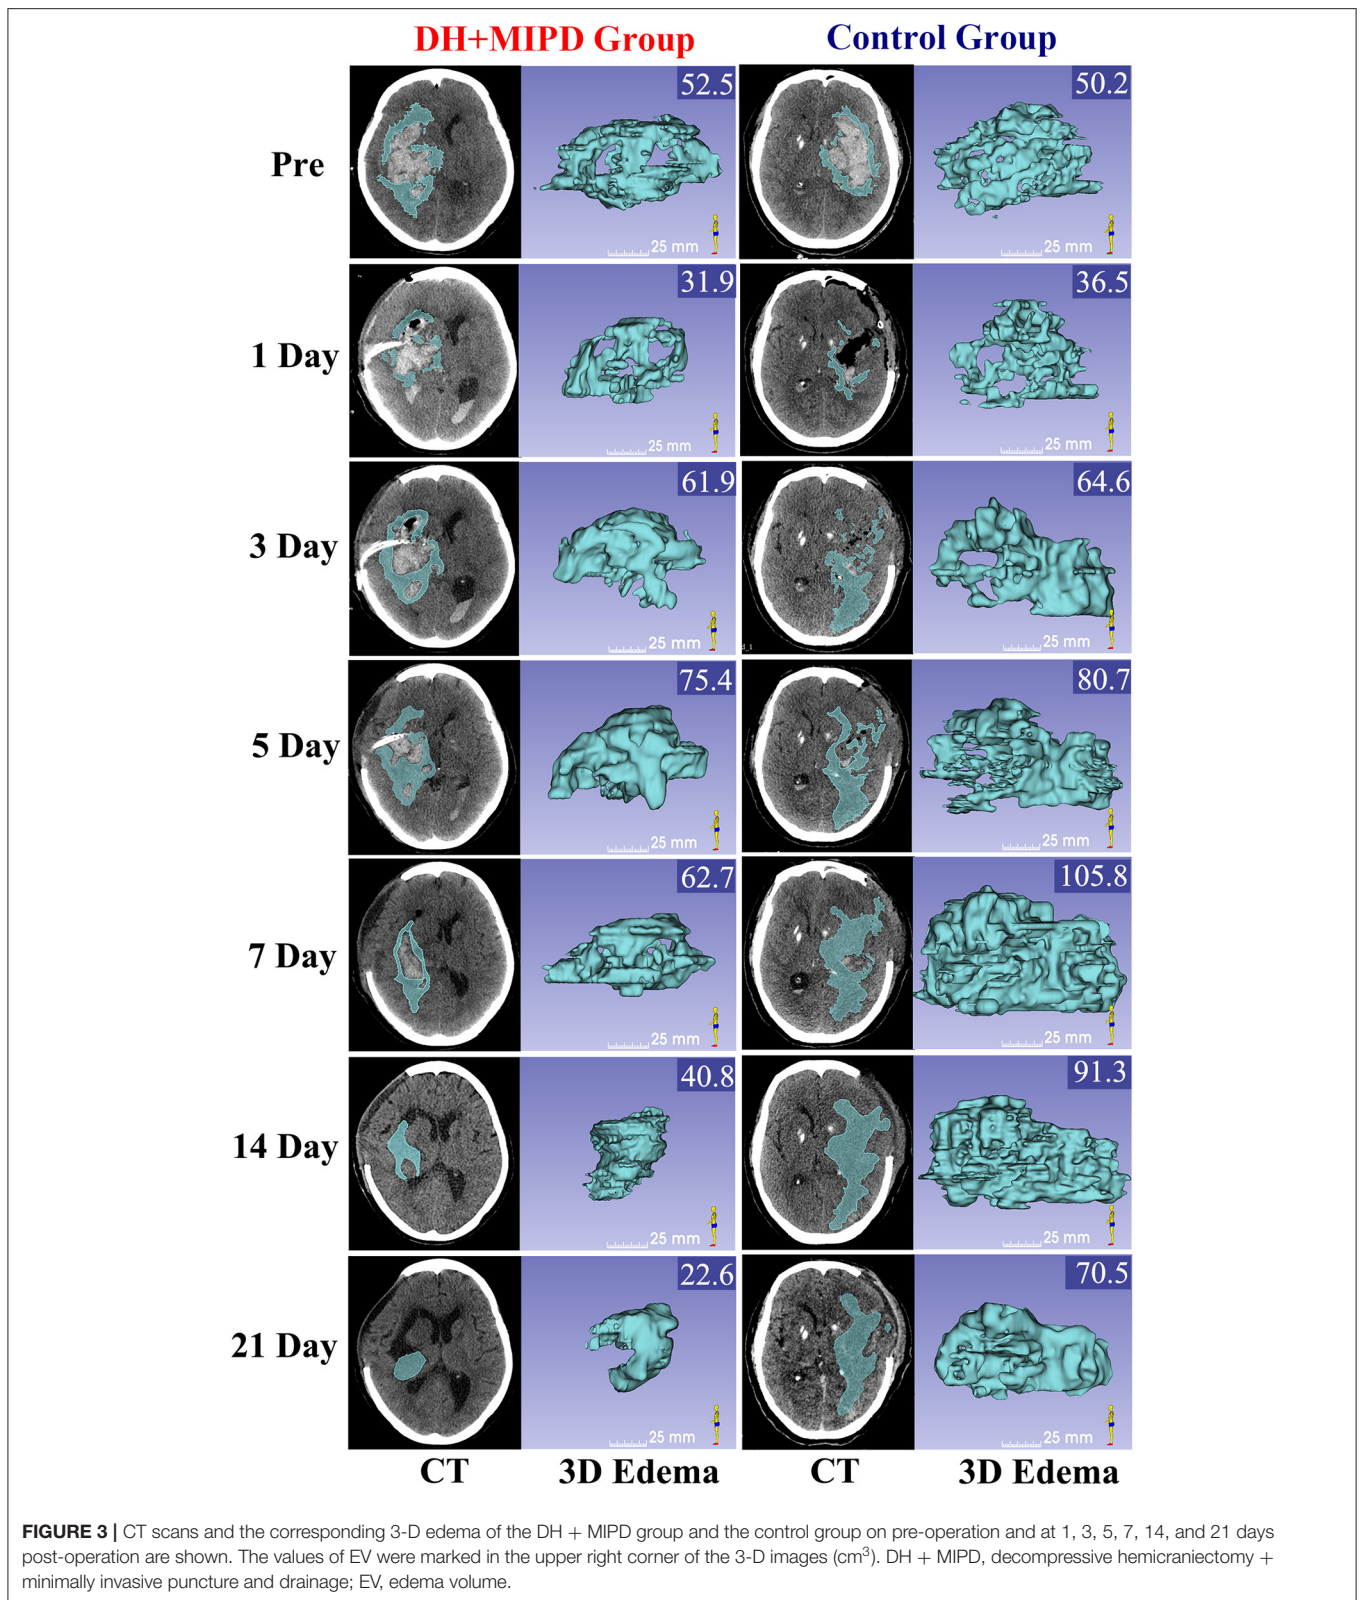 DH+MIPD Group Control Group
Pre 52.5 50.2
25 mm 25 mm
1 Day 31.9 36.5
25 mm 25 mm
3 Day 61.9 64.6
25 mm 25 mm
5 Day 75.4 80.7
25 mm 25 mm
7 Day 62.7 105.8
25 mm 25 mm
14 Day 40.8 91.3
25 mm 25 mm
21 Day 22.6 70.5
25 mm 25 mm
CT 3D Edema CT 3D Edema
FIGURE 3 | CT scans and the corresponding 3-D edema of the DH + MIPD group and the control group on pre-operation and at 1, 3, 5, 7, 14, and 21 days
post-operation are shown. The values of EV were marked in the upper right corner of the 3-D images (cm³). DH + MIPD, decompressive hemicraniectomy +
minimally invasive puncture and drainage; EV, edema volume.